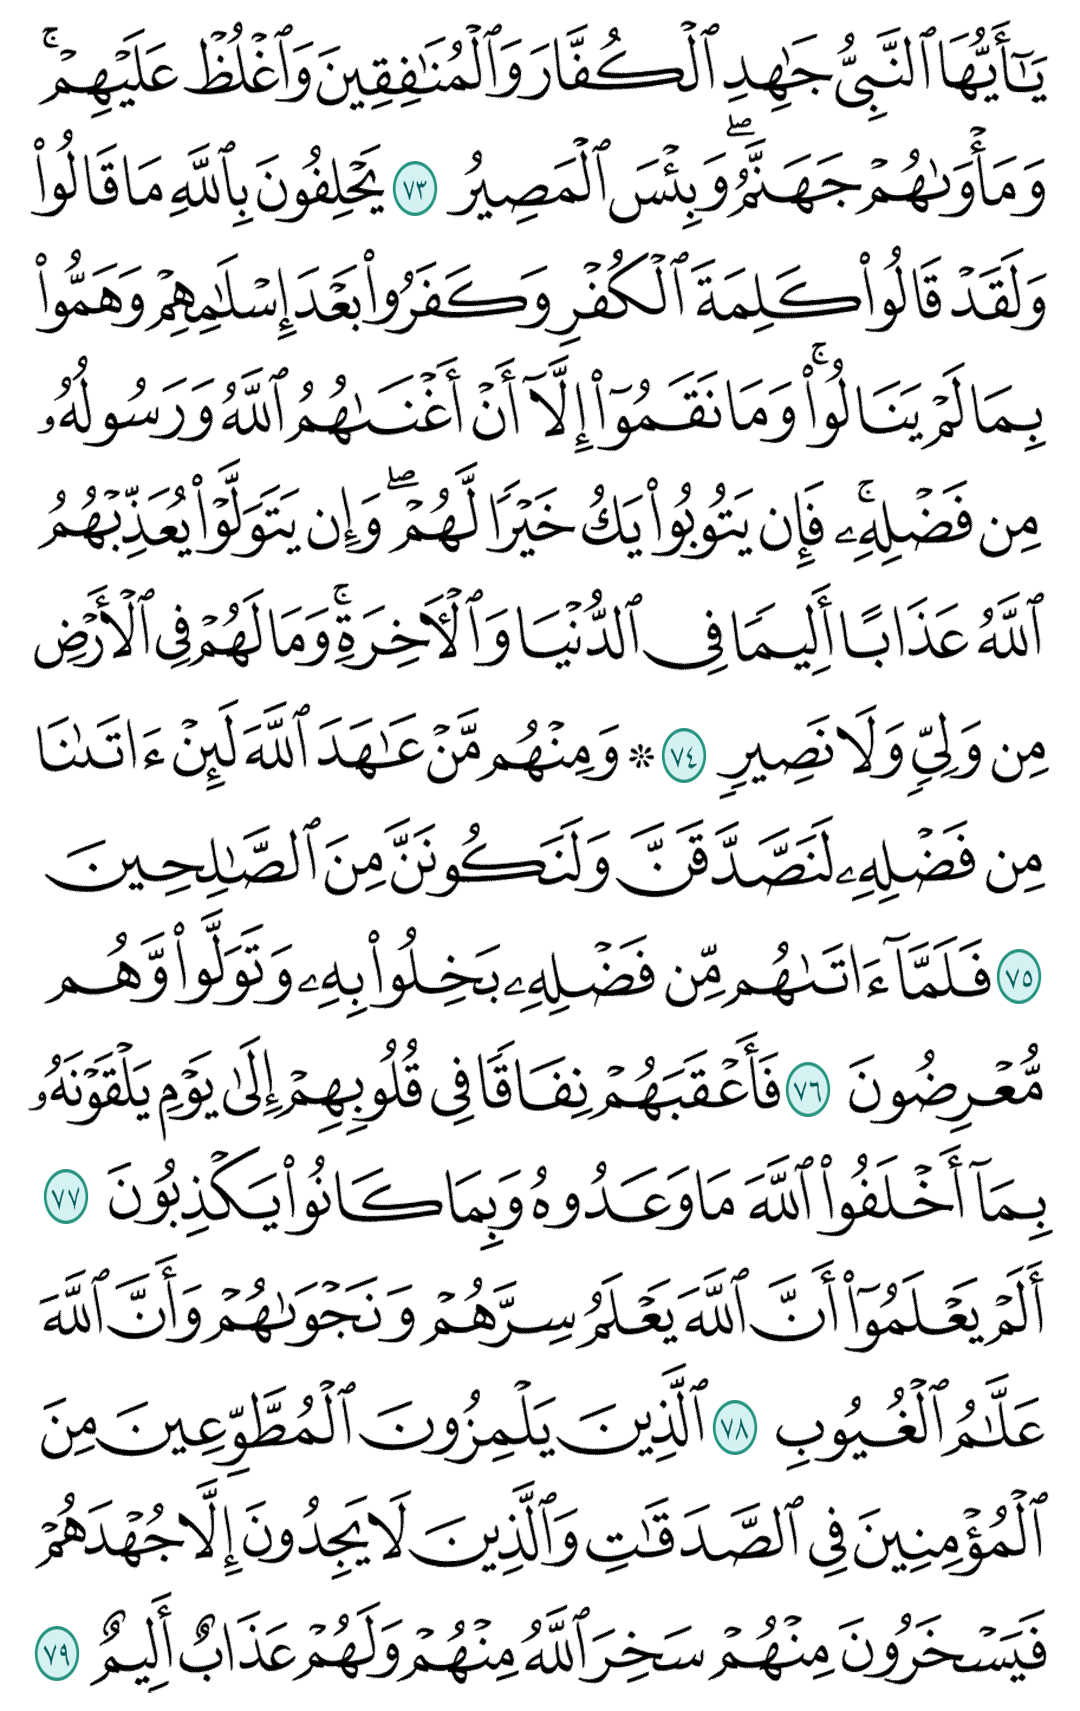 يَـٰٓأَيُّهَا ٱلنَّبِىُّ جَـٰهِدِ ٱلْكُفَّارَ وَٱلْمُنَـٰفِقِينَ وَٱغْلُظْ عَلَيْهِمْ ۚ
وَمَأْوَىٰهُمْ جَهَنَّمُ ۖ وَبِئْسَ ٱلْمَصِيرُ ٧٣ يَحْلِفُونَ بِٱللَّهِ مَا قَالُوا۟
وَلَقَدْ قَالُوا۟ كَلِمَةَ ٱلْكُفْرِ وَكَفَرُوا۟ بَعْدَ إِسْلَـٰمِهِمْ وَهَمُّوا۟
بِمَا لَمْ يَنَالُوا۟ ۚ وَمَا نَقَمُوٓا۟ إِلَّآ أَنْ أَغْنَىٰهُمُ ٱللَّهُ وَرَسُولُهُۥ
مِن فَضْلِهِۦ ۚ فَإِن يَتُوبُوا۟ يَكُ خَيْرًا لَّهُمْ ۖ وَإِن يَتَوَلَّوْا۟ يُعَذِّبْهُمُ
ٱللَّهُ عَذَابًا أَلِيمًا فِى ٱلدُّنْيَا وَٱلْـَٔاخِرَةِ ۚ وَمَا لَهُمْ فِى ٱلْأَرْضِ
مِن وَلِىٍّ وَلَا نَصِيرٍ ٧٤ ۞ وَمِنْهُم مَّنْ عَـٰهَدَ ٱللَّهَ لَئِنْ ءَاتَىٰنَا
مِن فَضْلِهِۦ لَنَصَّدَّقَنَّ وَلَنَكُونَنَّ مِنَ ٱلصَّـٰلِحِينَ
٧٥ فَلَمَّآ ءَاتَىٰهُم مِّن فَضْلِهِۦ بَخِلُوا۟ بِهِۦ وَتَوَلَّوا۟ وَّهُم
مُّعْرِضُونَ ٧٦ فَأَعْقَبَهُمْ نِفَاقًا فِى قُلُوبِهِمْ إِلَىٰ يَوْمِ يَلْقَوْنَهُۥ
بِمَآ أَخْلَفُوا۟ ٱللَّهَ مَا وَعَدُوهُ وَبِمَا كَانُوا۟ يَكْذِبُونَ ٧٧
أَلَمْ يَعْلَمُوٓا۟ أَنَّ ٱللَّهَ يَعْلَمُ سِرَّهُمْ وَنَجْوَىٰهُمْ وَأَنَّ ٱللَّهَ
عَلَّـٰمُ ٱلْغُيُوبِ ٧٨ ٱلَّذِينَ يَلْمِزُونَ ٱلْمُطَّوِّعِينَ مِنَ
ٱلْمُؤْمِنِينَ فِى ٱلصَّدَقَـٰتِ وَٱلَّذِينَ لَا يَجِدُونَ إِلَّا جُهْدَهُمْ
فَيَسْخَرُونَ مِنْهُمْ سَخِرَ ٱللَّهُ مِنْهُمْ وَلَهُمْ عَذَابٌ أَلِيمٌ ٧٩